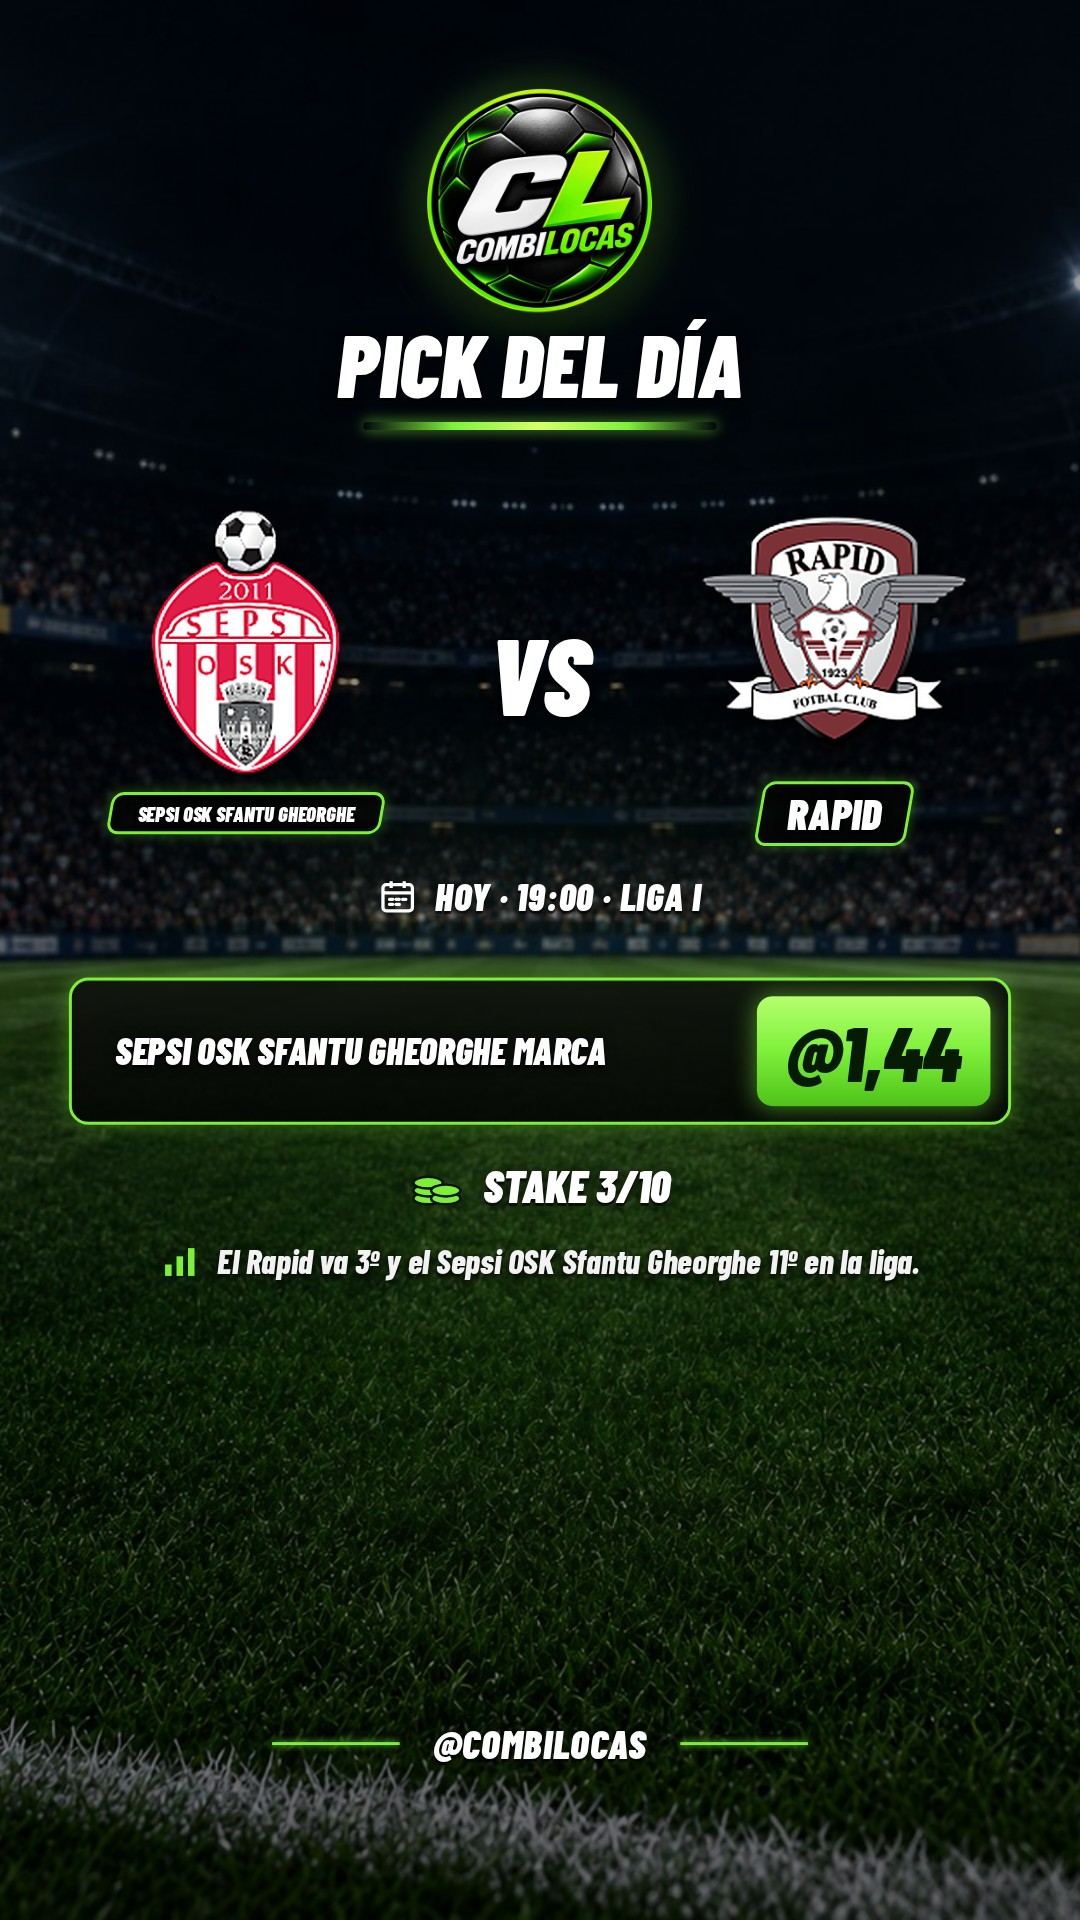 CL
COMBILOCAS
PICK DEL DÍA
2011
SEPSI
OSK
RAPID
1923
FOTBAL CLUB
VS
SEPSI OSK SFANTU GHEORGHE
RAPID
HOY · 19:00 · LIGA I
SEPSI OSK SFANTU GHEORGHE MARCA
@1,44
STAKE 3/10
El Rapid va 3º y el Sepsi OSK Sfantu Gheorghe 11º en la liga.
@COMBILOCAS